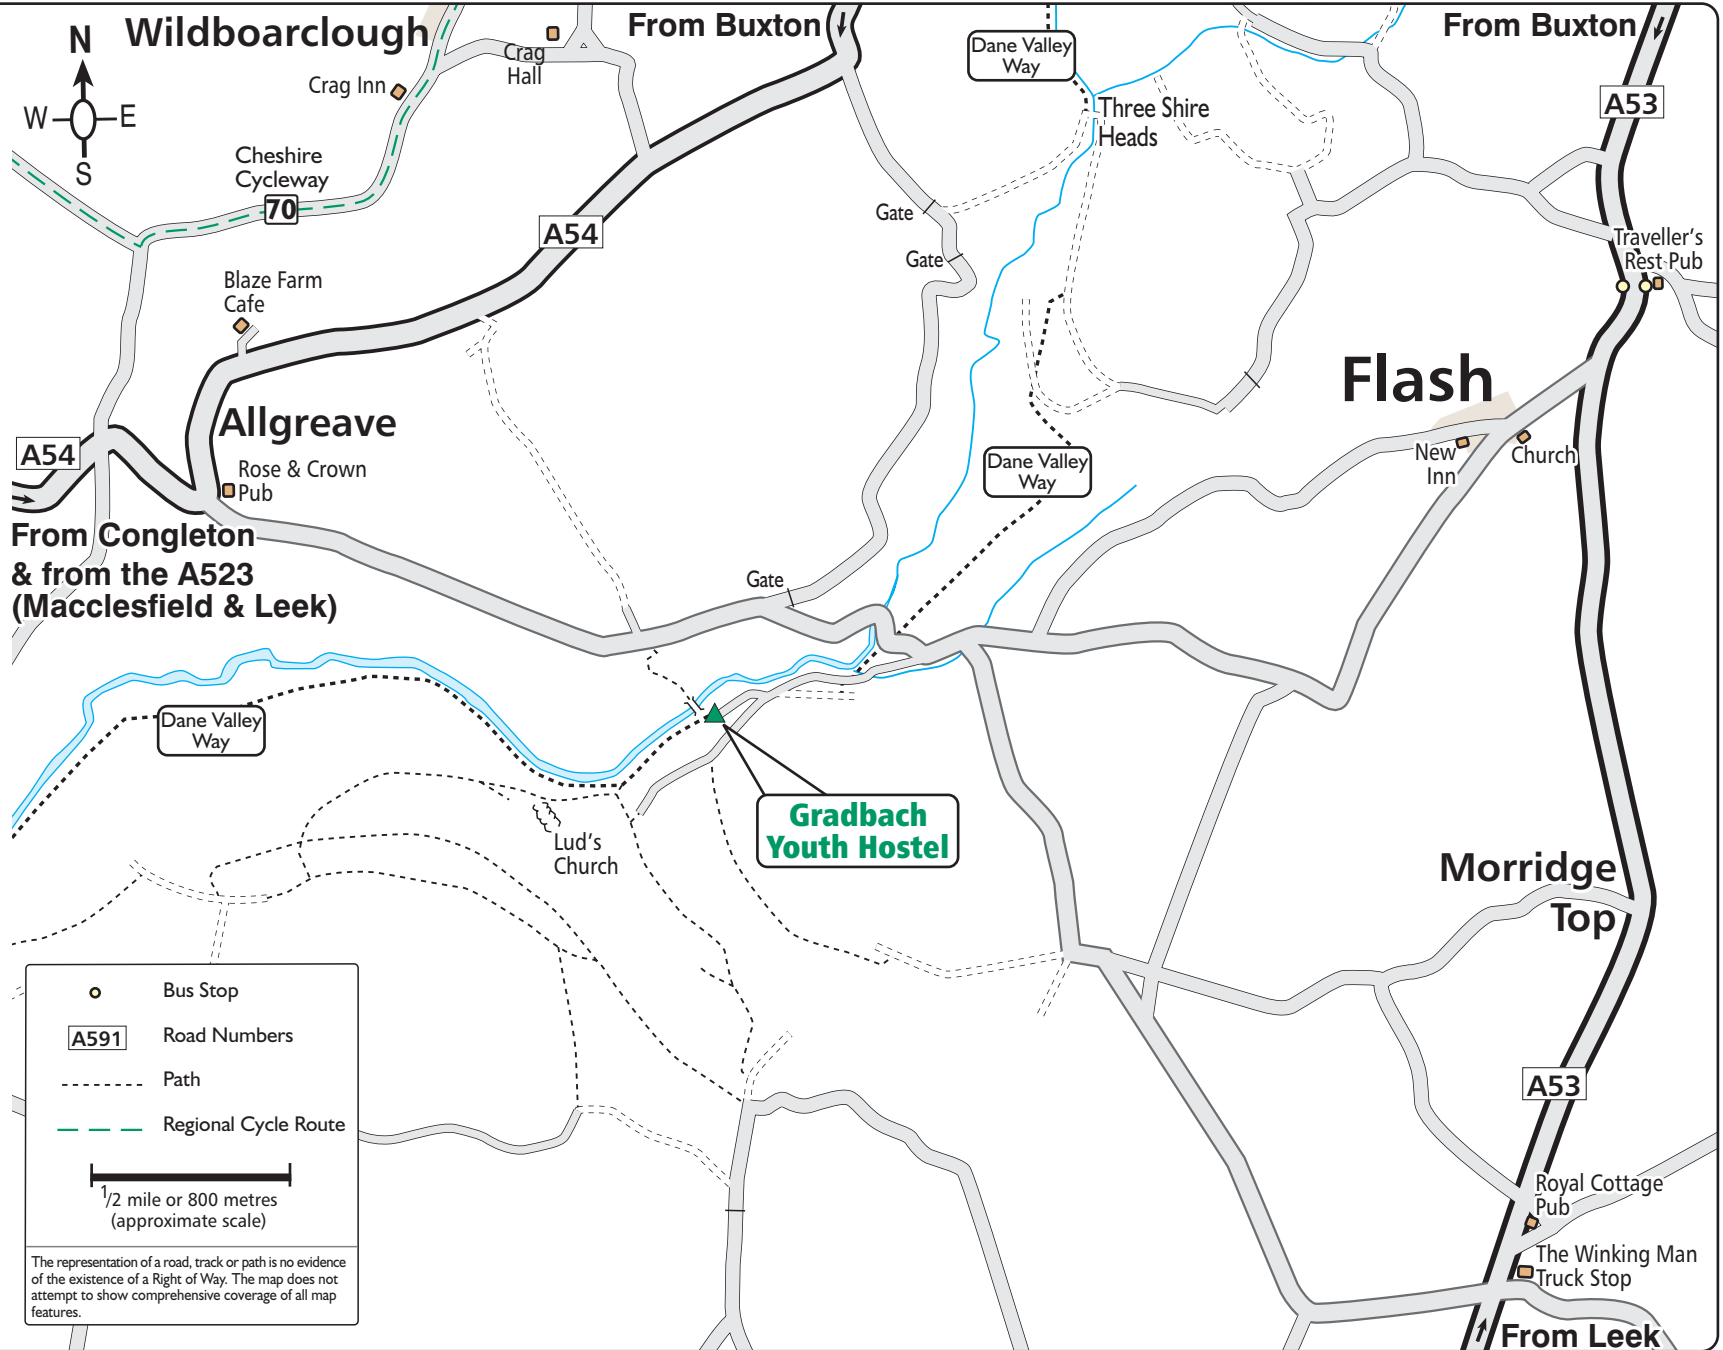 Wildboarclough
From Buxton
From Buxton
N
W
E
S
Crag
Hall
Crag Inn
Dane Valley
Way
A53
Three Shire
Heads
Cheshire
Cycleway
70
A54
Gate
Gate
Traveller's
Rest Pub
Blaze Farm
Cafe
Flash
Allgreave
A54
Rose & Crown
Pub
New
Inn
Church
Dane Valley
Way
From Congleton
& from the A523
(Macclesfield & Leek)
Gate
Dane Valley
Way
Gradbach
Youth Hostel
Lud's
Church
Morridge
Top
Bus Stop
A591
Road Numbers
Path
Regional Cycle Route
1/2 mile or 800 metres
(approximate scale)
The representation of a road, track or path is no evidence
of the existence of a Right of Way. The map does not
attempt to show comprehensive coverage of all map
features.
A53
Royal Cottage
Pub
The Winking Man
Truck Stop
From Leek